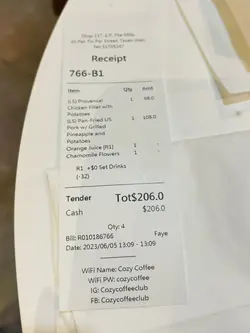 Receipt
766-B1
Item Qty Amt
(LS) Provencal 1 98.0
Chicken Fillet with
Potatoes
(LS) Pan-Fried US 1 108.0
Pork w/ Grilled
Pineapple and
Potatoes
Orange Juice (R1) 1 -
Chamomile Flowers 1 -
R1 +$0 Set Drinks
(-32)
Tender Tot$206.0
Cash $206.0
Qty: 4
Bill: R010186766 Faye
Date: 2023/06/05 13:09 - 13:09
WiFi Name: Cozy Coffee
WiFi PW: cozycoffee
IG: Cozycoffeeclub
FB: Cozycoffeeclub